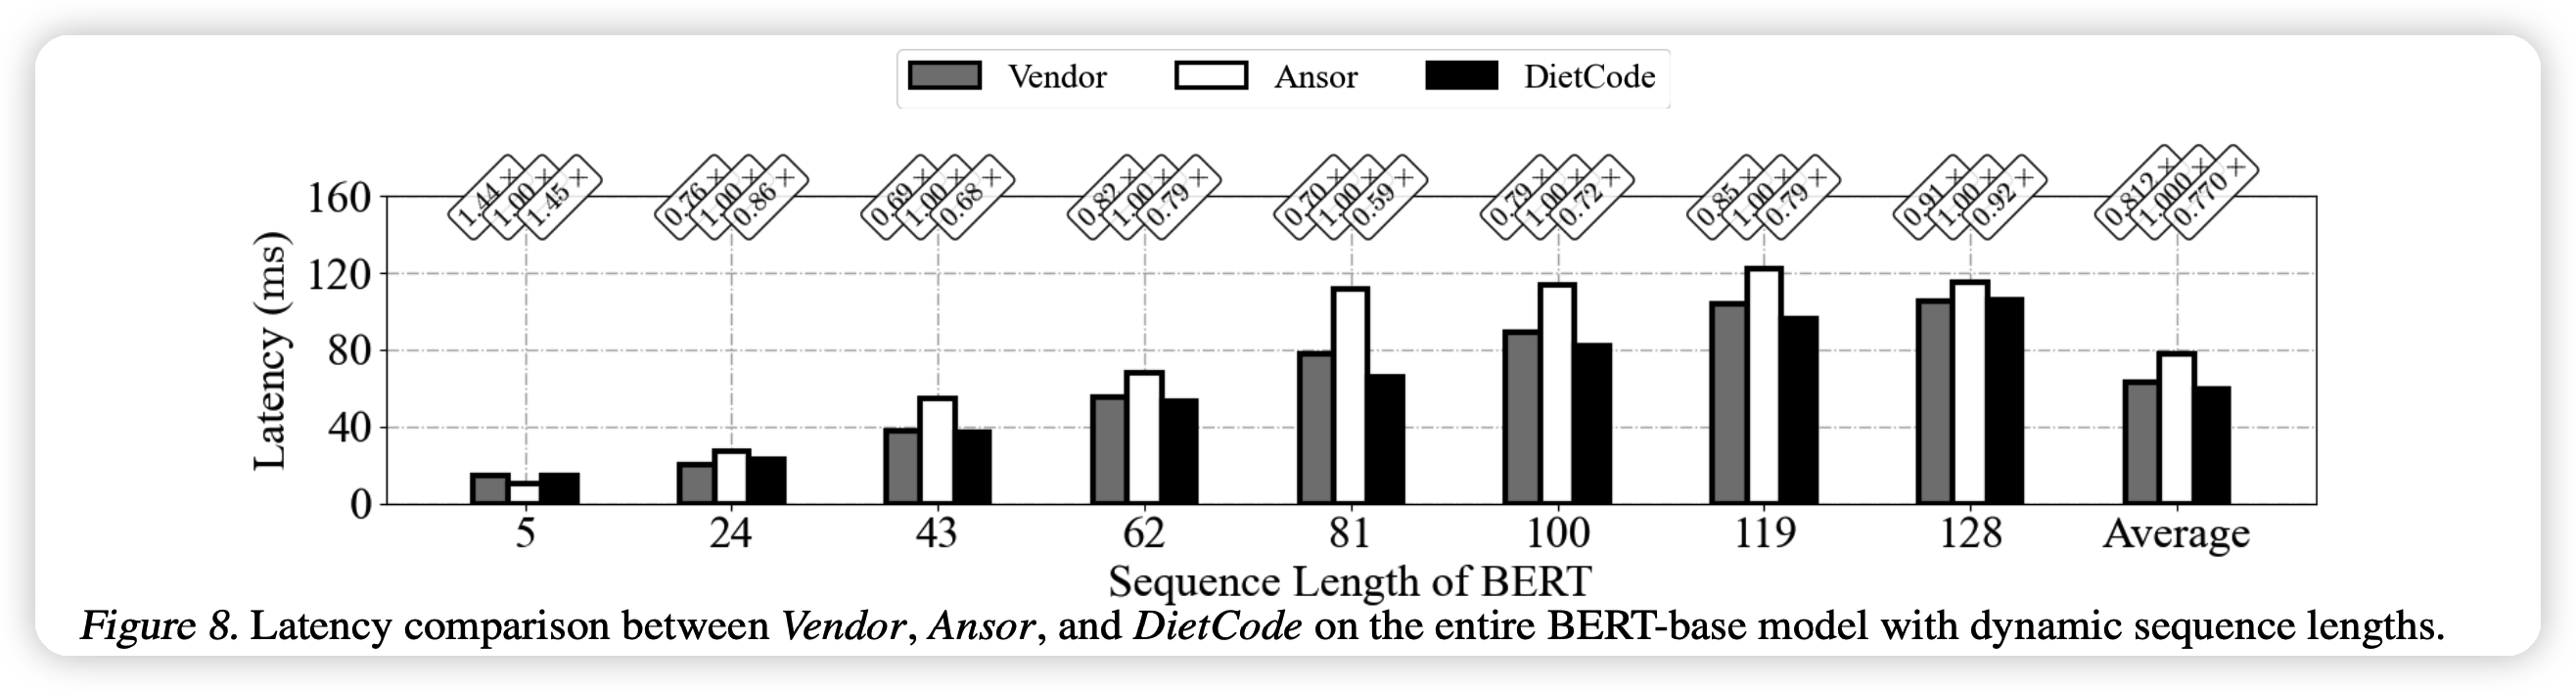 Vendor Ansor DietCode
1.44 × 1.00 × 1.45 × 0.76 × 1.00 × 0.86 × 0.69 × 1.00 × 0.68 × 0.82 × 1.00 × 0.79 × 0.70 × 1.00 × 0.59 × 0.79 × 1.00 × 0.72 × 0.85 × 1.00 × 0.79 × 0.91 × 1.00 × 0.92 × 0.812 × 1.000 × 0.770 ×
160
120
80
40
0
Latency (ms)
5 24 43 62 81 100 119 128 Average
Sequence Length of BERT
Figure 8. Latency comparison between Vendor, Ansor, and DietCode on the entire BERT-base model with dynamic sequence lengths.